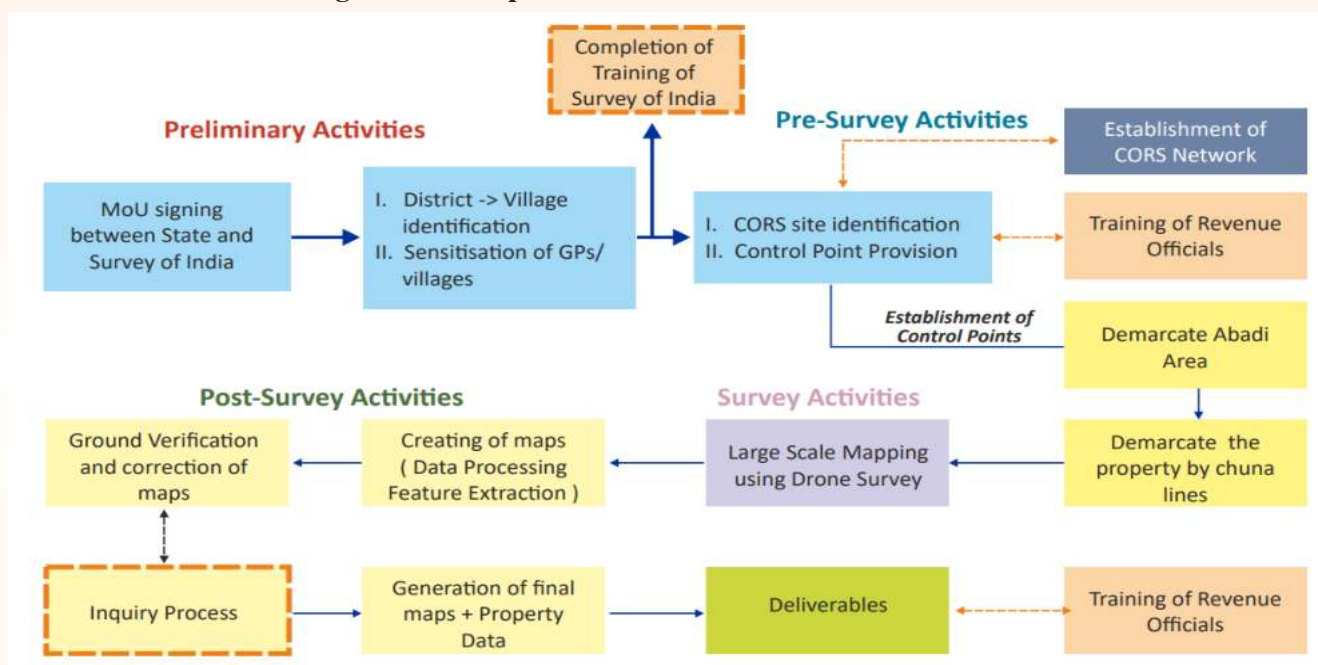 Completion of
Training of
Survey of India
Preliminary Activities
Pre-Survey Activities
Establishment of
CORS Network
MoU signing
between State and
Survey of India
I. District -> Village
identification
II. Sensitisation of GPs/
villages
I. CORS site identification
II. Control Point Provision
Training of Revenue
Officials
Establishment of
Control Points
Demarcate Abadi
Area
Post-Survey Activities
Survey Activities
Ground Verification
and correction of
maps
Creating of maps
( Data Processing
Feature Extraction )
Large Scale Mapping
using Drone Survey
Demarcate the
property by chuna
lines
Inquiry Process
Generation of final
maps + Property
Data
Deliverables
Training of Revenue
Officials